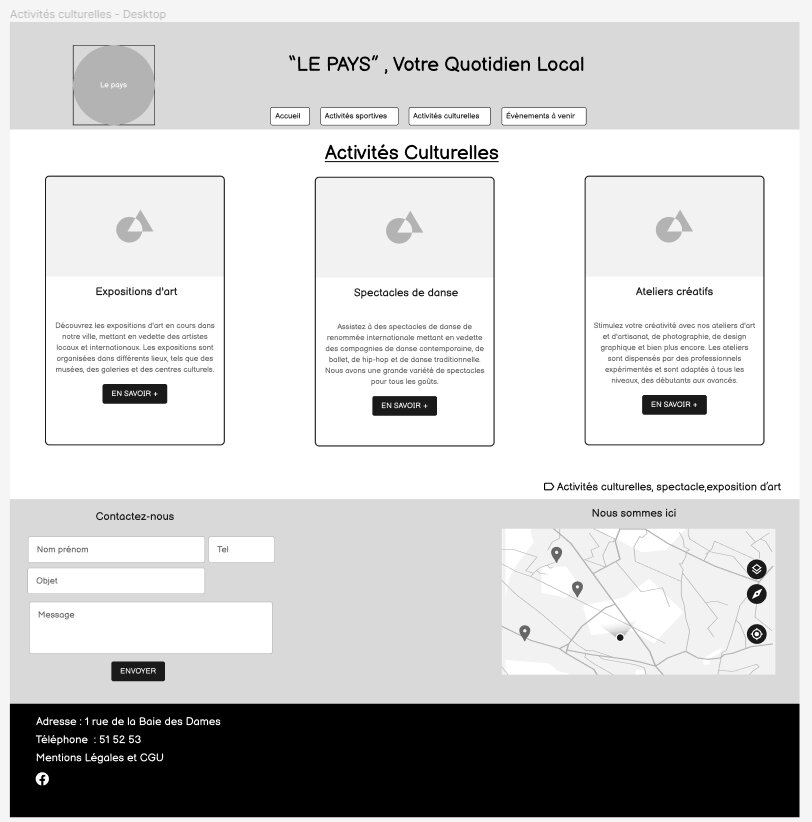 Activités culturelles - Desktop
Le pays
“LE PAYS” , Votre Quotidien Local
Accueil
Activités sportives
Activités culturelles
Évènements à venir
Activités Culturelles
Expositions d'art
Découvrez les expositions d'art en cours dans
notre ville, mettant en vedette des artistes
locaux et internationaux. Les expositions sont
organisées dans différents lieux, tels que des
musées, des galeries et des centres culturels.
EN SAVOIR +
Spectacles de danse
Assistez à des spectacles de danse de
renommée internationale mettant en vedette
des compagnies de danse contemporaine, de
ballet, de hip-hop et de danse traditionnelle.
Nous avons une grande variété de spectacles
pour tous les goûts.
EN SAVOIR +
Ateliers créatifs
Stimulez votre créativité avec nos ateliers d'art
et d'artisanat, de photographie, de design
graphique et bien plus encore. Les ateliers
sont dispensés par des professionnels
expérimentés et sont adaptés à tous les
niveaux, des débutants aux avancés.
EN SAVOIR +
Activités culturelles, spectacle,exposition d'art
Contactez-nous
Nom prénom
Tel
Objet
Message
ENVOYER
Nous sommes ici
Adresse : 1 rue de la Baie des Dames
Téléphone  : 51 52 53
Mentions Légales et CGU